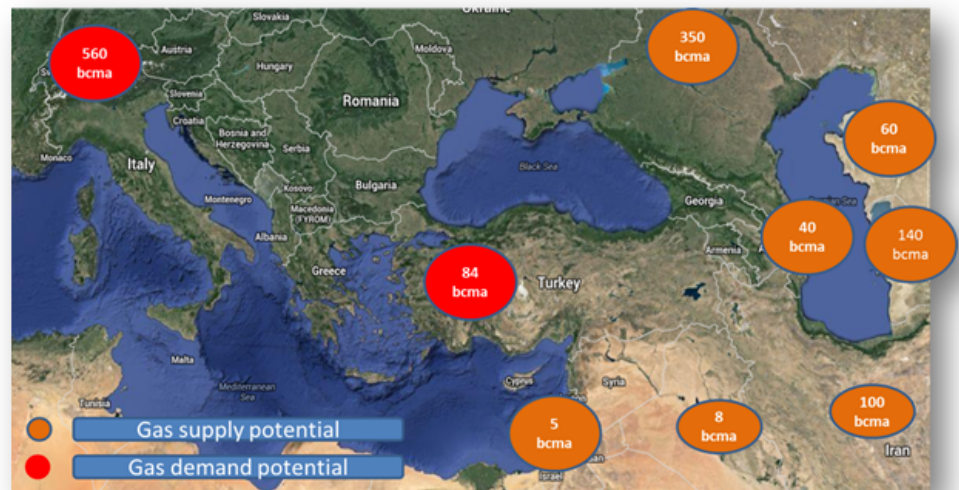 Ukraine
Slovakia
560
bcma
Austria
Hungary
Moldova
350
bcma
Slovenia
Croatia
Romania
Bosnia and
Herzegovina
Serbia
60
bcma
Monaco
Italy
Black Sea
Kosovo
Montenegro
Bulgaria
Macedonia
(FYROM)
Georgia
40
bcma
140
bcma
Albania
Armenia
Greece
84
bcma
Turkey
Malta
Cyprus
Syria
Mediterranean
Sea
Tunisia
100
bcma
Iran
5
bcma
8
bcma
Israel
Gas supply potential
Gas demand potential